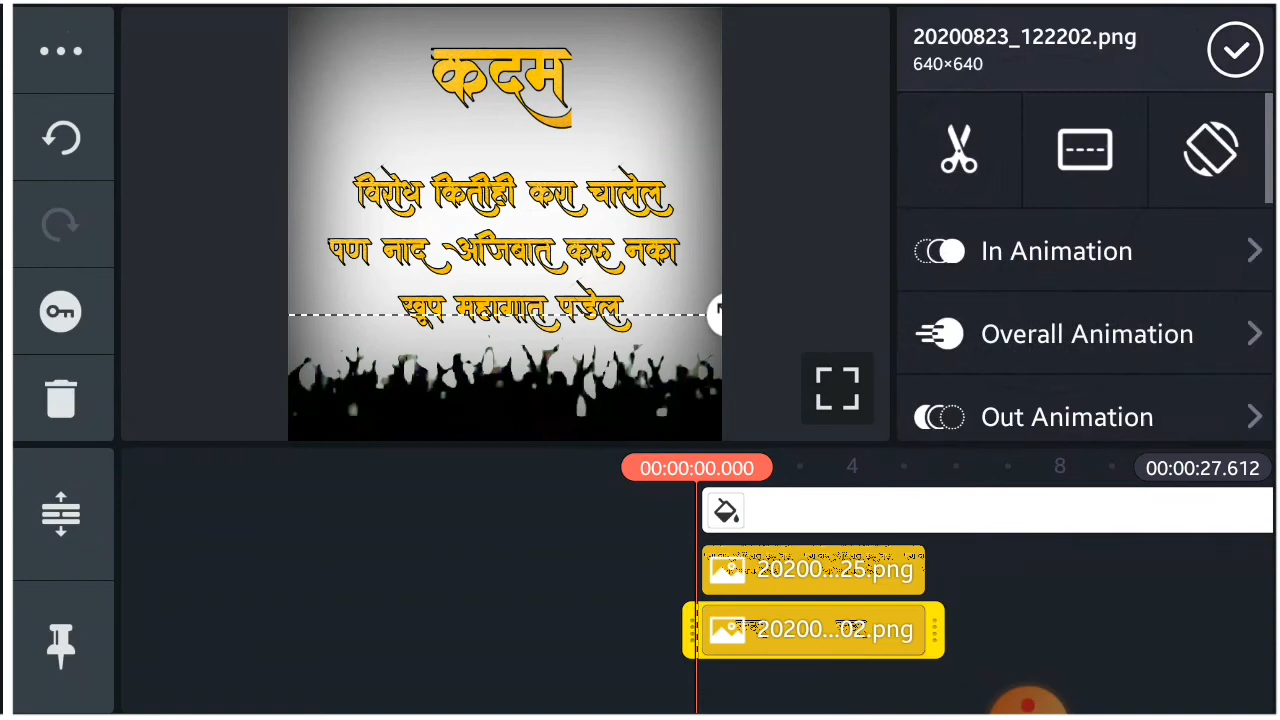 20200823_122202.png
640×640
कदम
विरोध कितीही करा चालेल
पण नाद अजिबात करू नका
खूप महागात पडेल
In Animation
Overall Animation
Out Animation
00:00:00.000
4
8
00:00:27.612
20200...25.png
20200...02.png